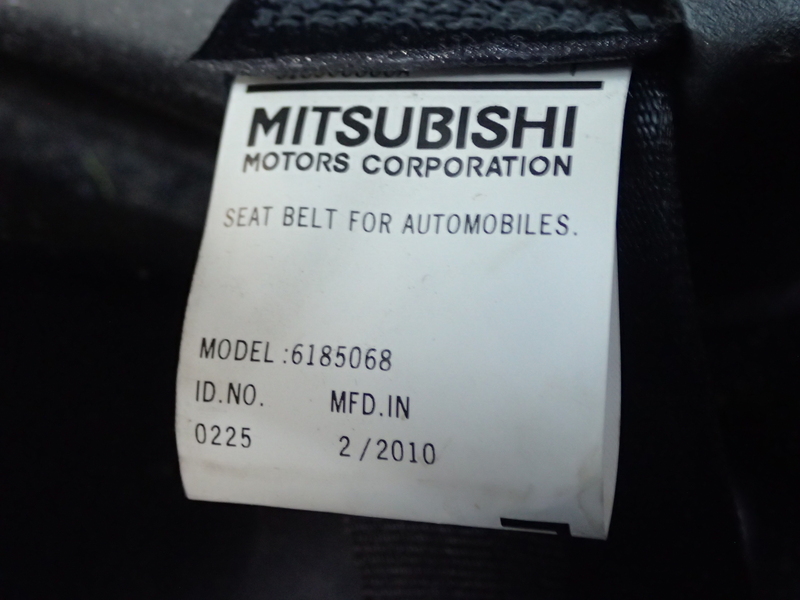 MITSUBISHI
MOTORS CORPORATION
SEAT BELT FOR AUTOMOBILES.
MODEL :6185068
ID.NO. MFD.IN
0225 2/2010